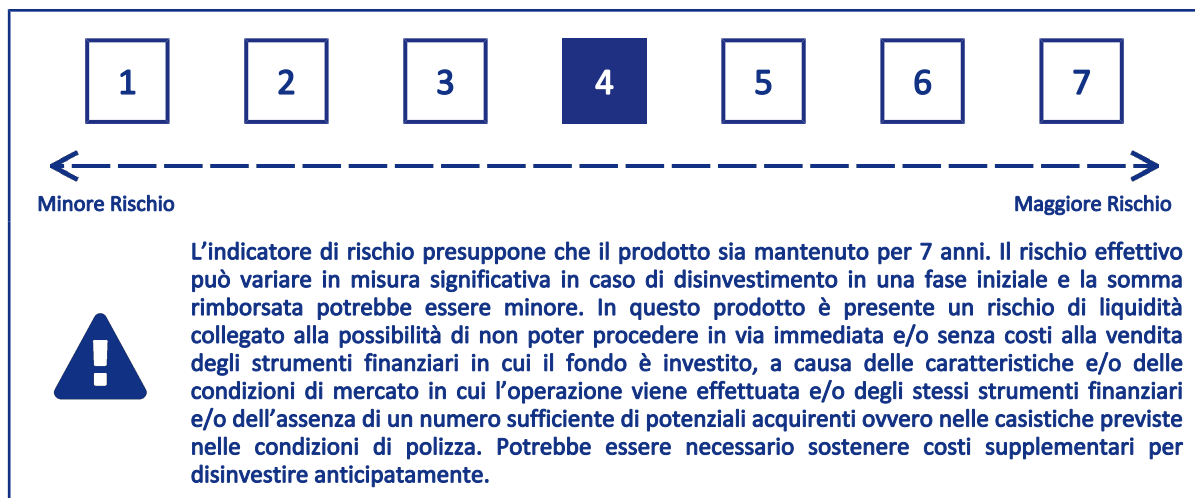 1 2 3 4 5 6 7
Minore Rischio Maggiore Rischio
L’indicatore di rischio presuppone che il prodotto sia mantenuto per 7 anni. Il rischio effettivo
può variare in misura significativa in caso di disinvestimento in una fase iniziale e la somma
rimborsata potrebbe essere minore. In questo prodotto è presente un rischio di liquidità
collegato alla possibilità di non poter procedere in via immediata e/o senza costi alla vendita
degli strumenti finanziari in cui il fondo è investito, a causa delle caratteristiche e/o delle
condizioni di mercato in cui l’operazione viene effettuata e/o degli stessi strumenti finanziari
e/o dell’assenza di un numero sufficiente di potenziali acquirenti ovvero nelle casistiche previste
nelle condizioni di polizza. Potrebbe essere necessario sostenere costi supplementari per
disinvestire anticipatamente.